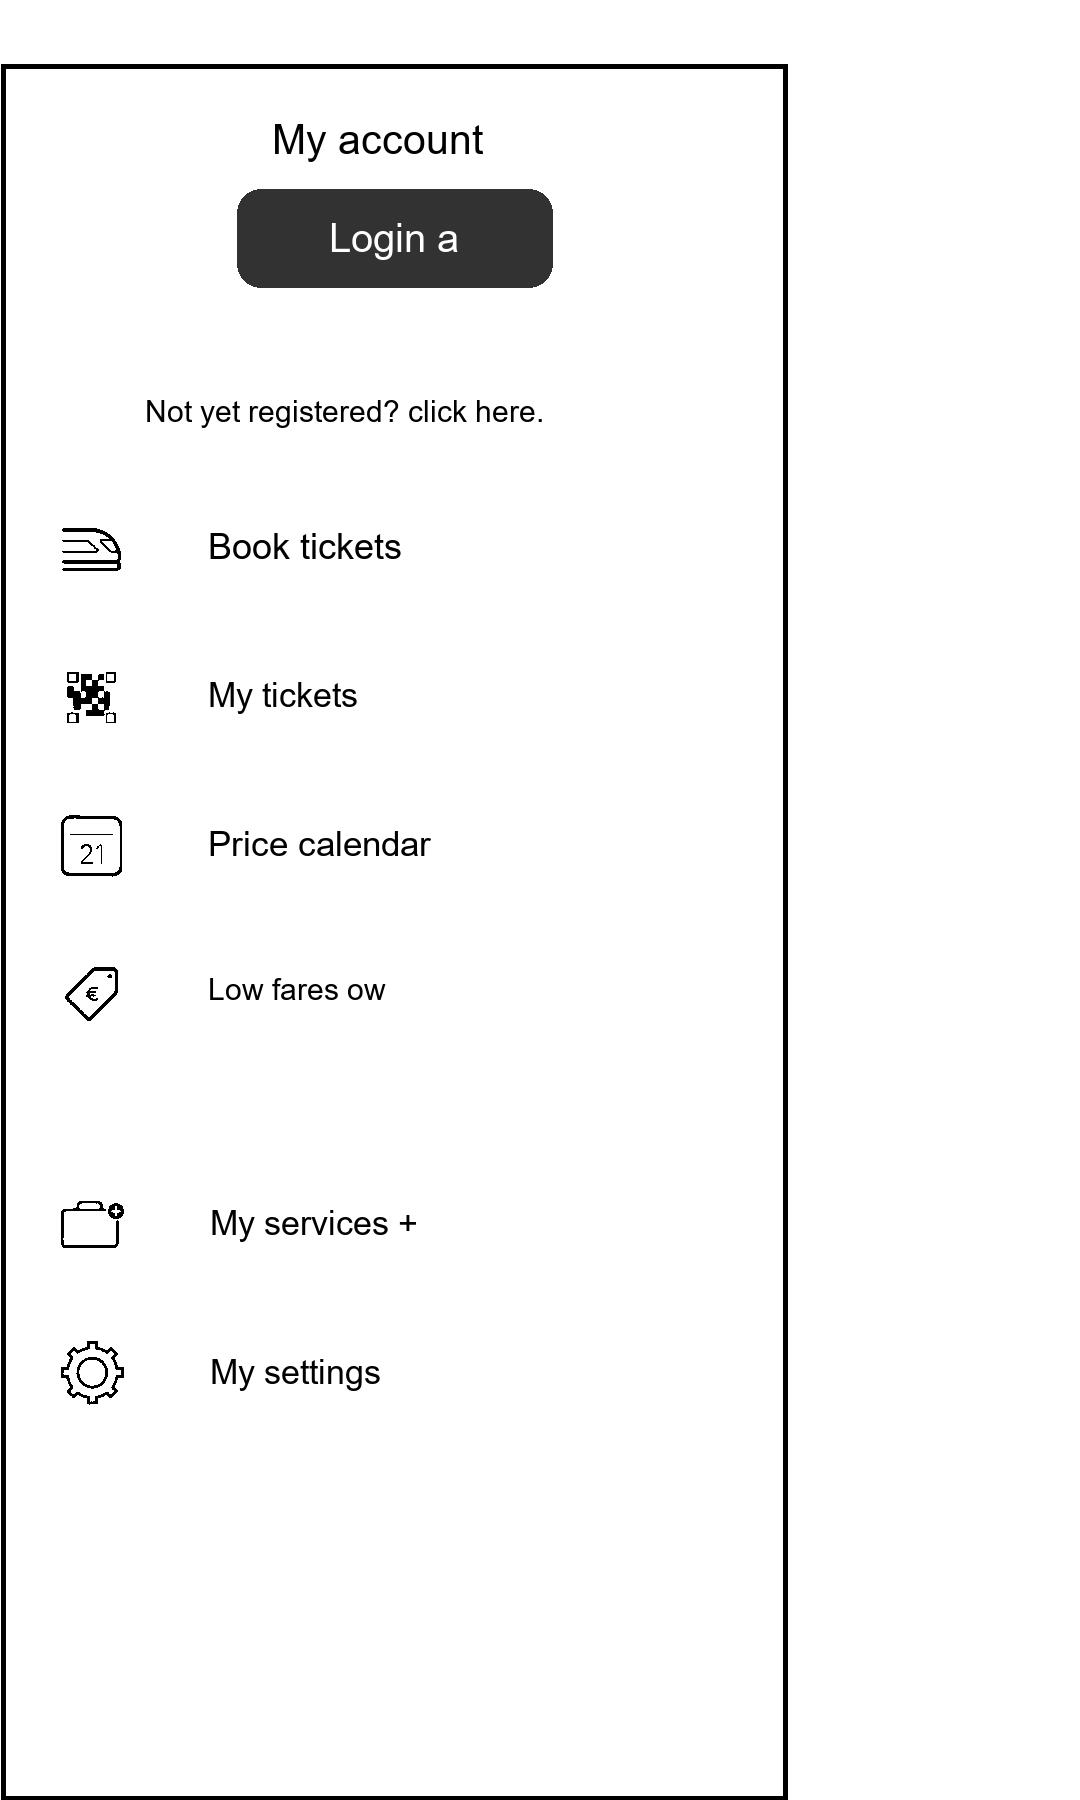 My account
Login a
Not yet registered? click here.
Book tickets
My tickets
21
Price calendar
€
Low fares ow
My services +
My settings